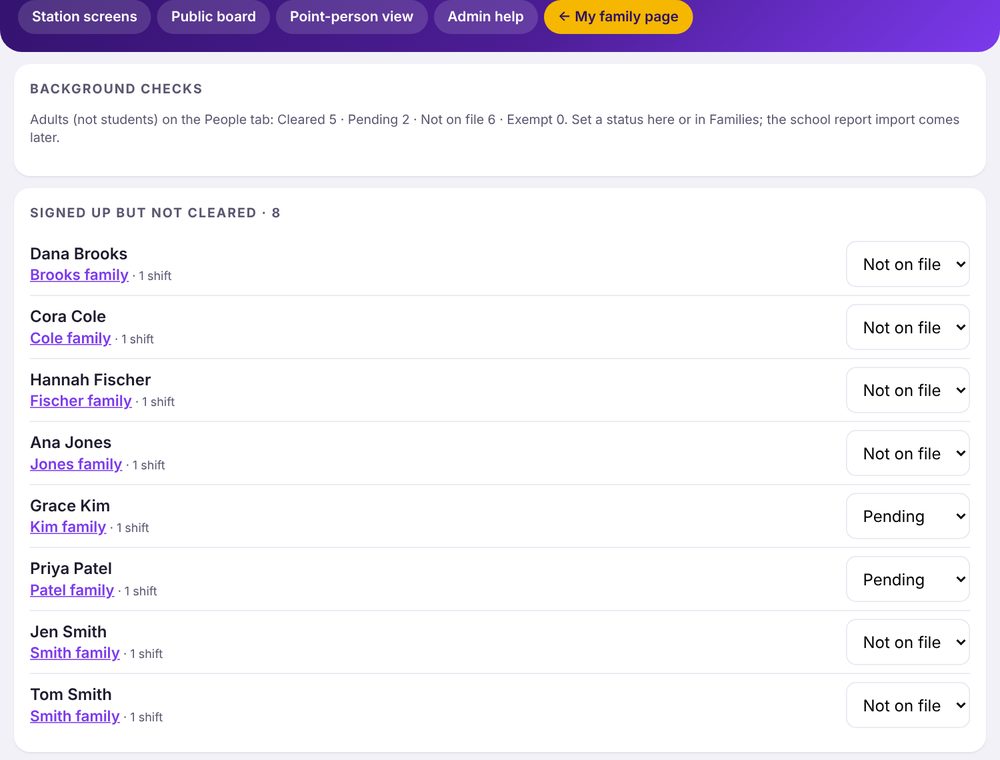 Station screens
Public board
Point-person view
Admin help
← My family page
BACKGROUND CHECKS
Adults (not students) on the People tab: Cleared 5 · Pending 2 · Not on file 6 · Exempt 0. Set a status here or in Families; the school report import comes
later.
SIGNED UP BUT NOT CLEARED · 8
Dana Brooks
Brooks family · 1 shift
Not on file
Cora Cole
Cole family · 1 shift
Not on file
Hannah Fischer
Fischer family · 1 shift
Not on file
Ana Jones
Jones family · 1 shift
Not on file
Grace Kim
Kim family · 1 shift
Pending
Priya Patel
Patel family · 1 shift
Pending
Jen Smith
Smith family · 1 shift
Not on file
Tom Smith
Smith family · 1 shift
Not on file